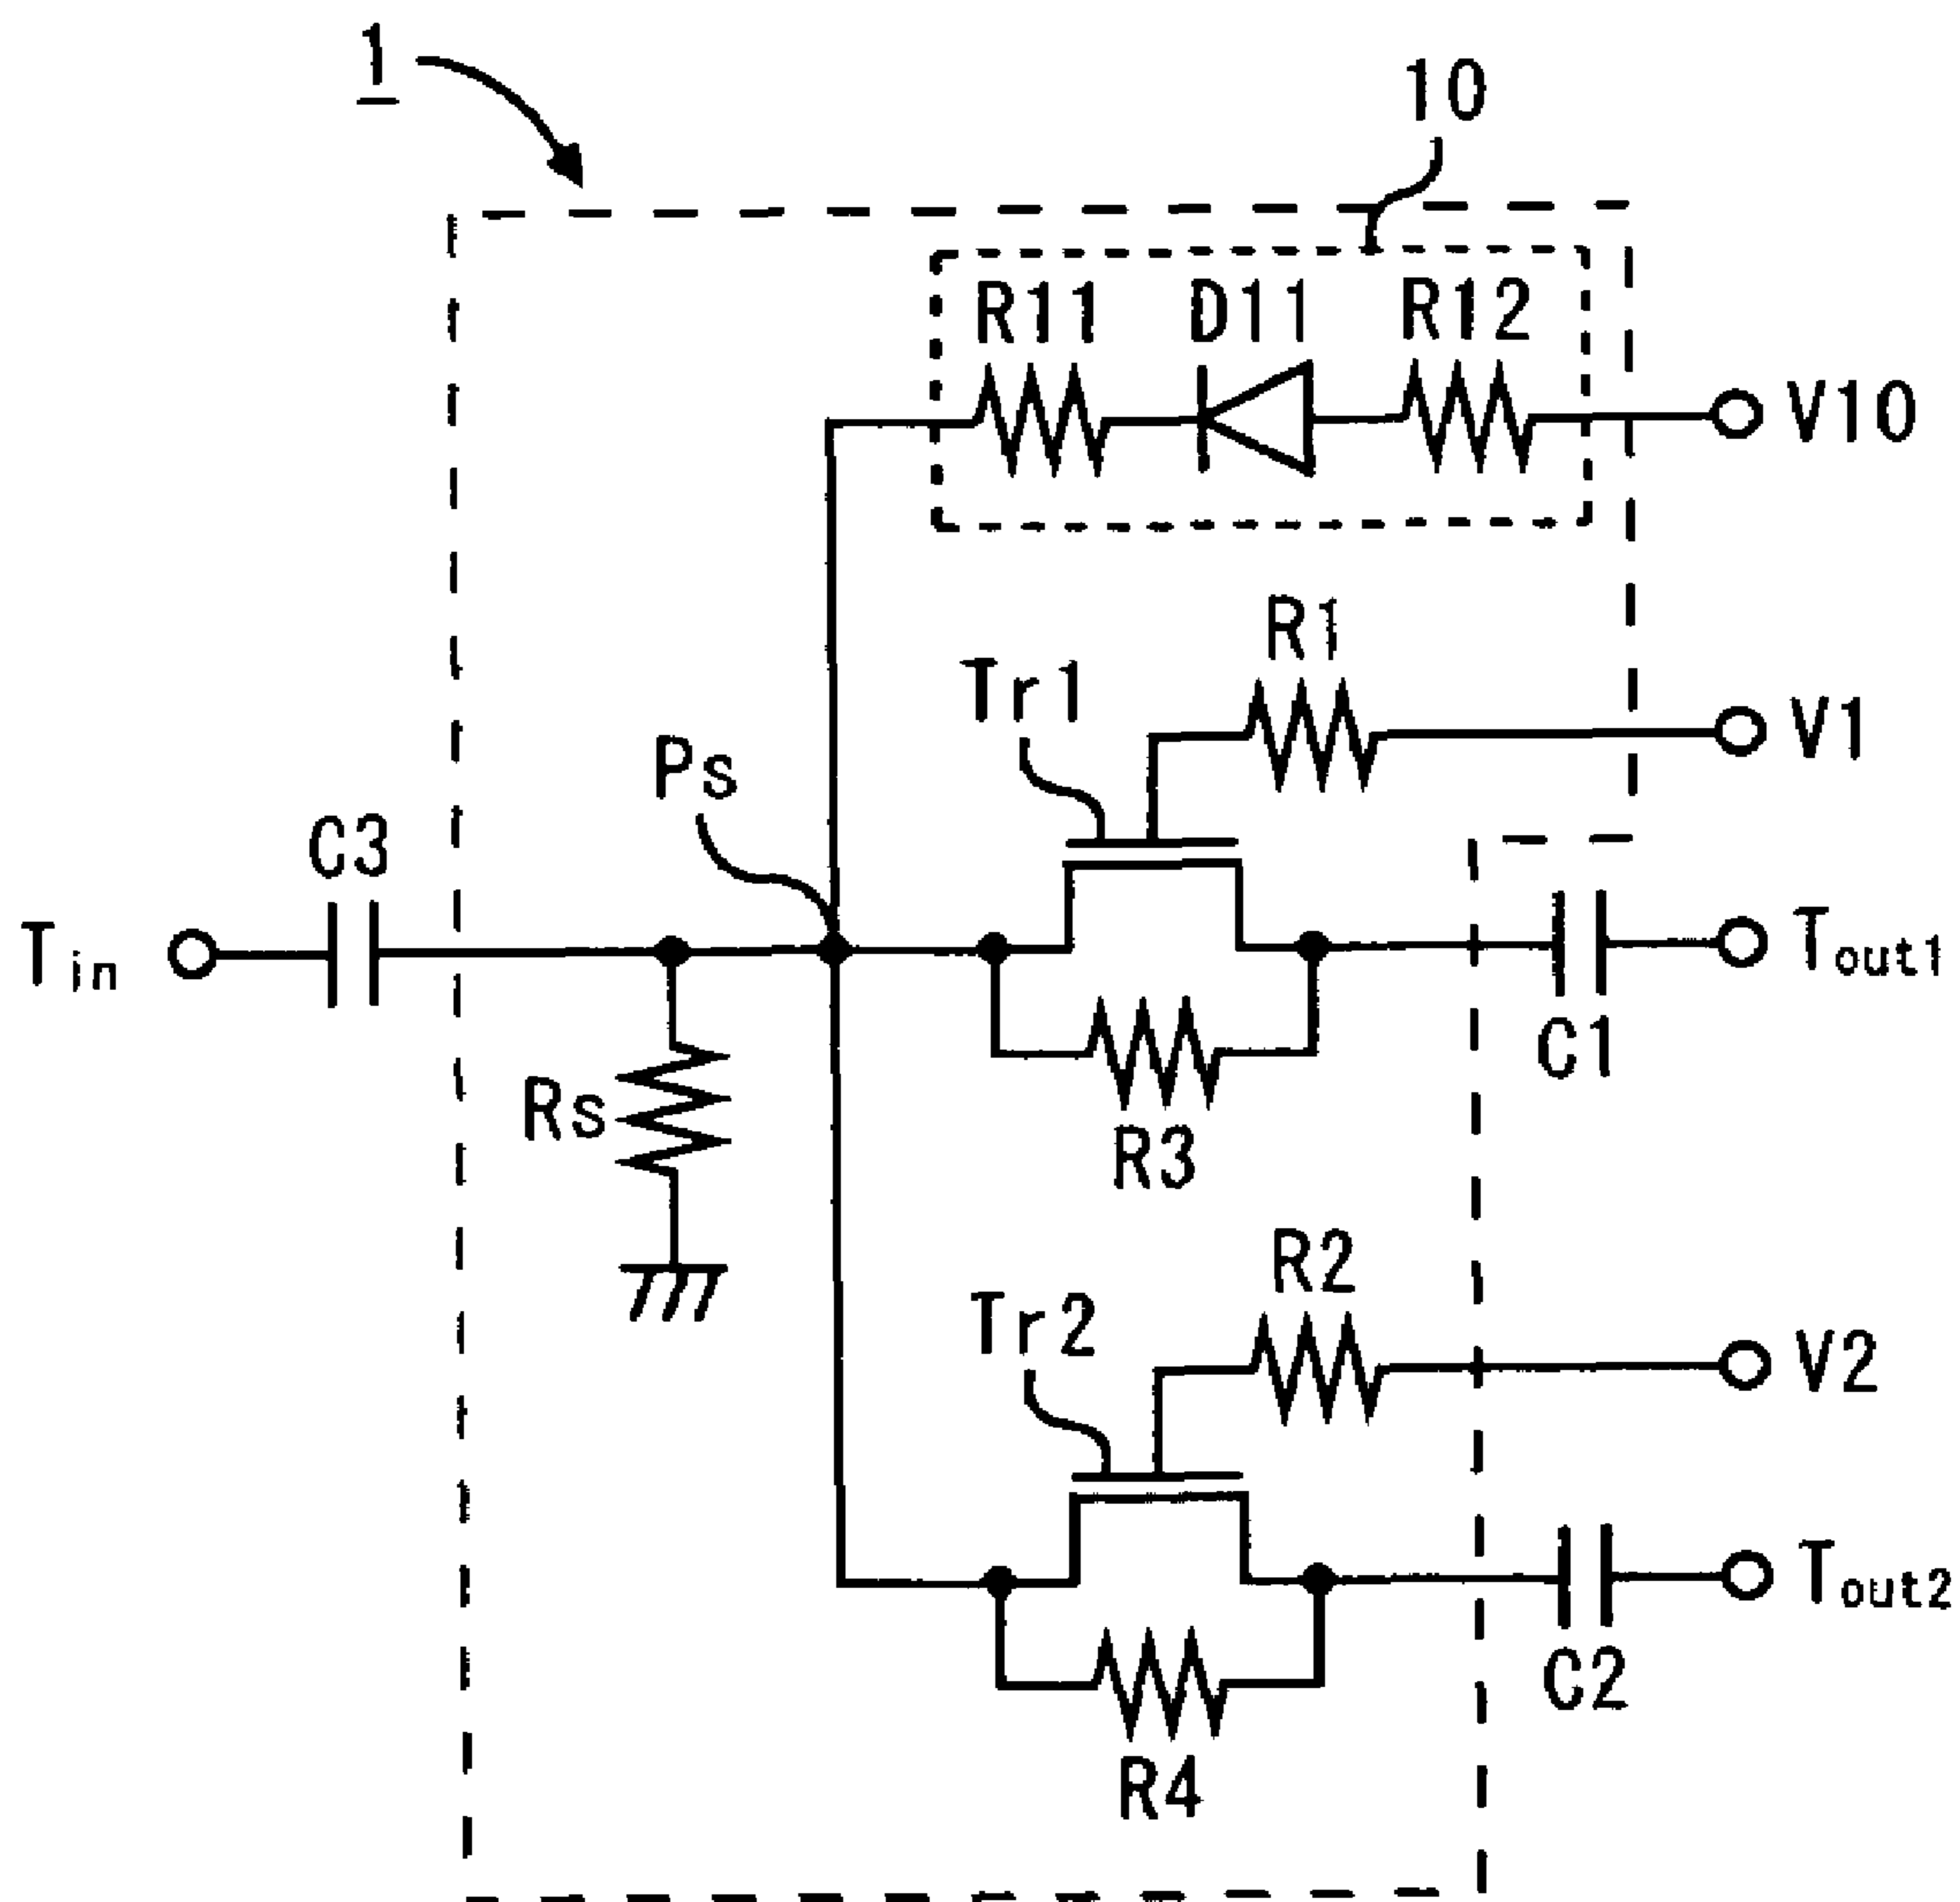 1
10
R11 D11 R12
V10
R1
Tr1
V1
Ps
C3
Tin
Tout1
C1
Rs
R3
R2
Tr2
V2
Tout2
C2
R4